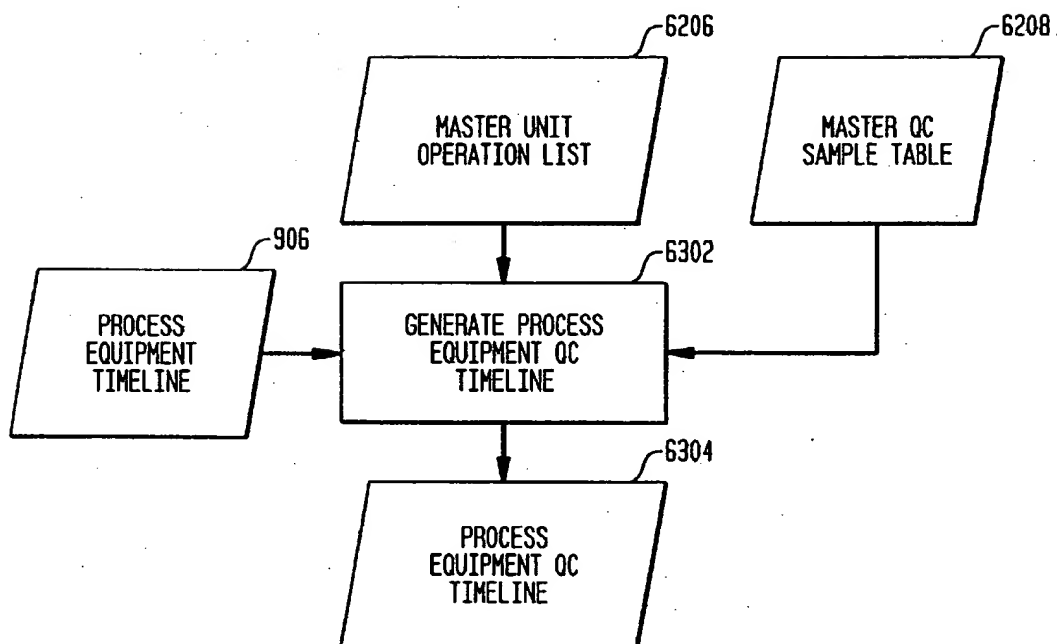 6206
MASTER UNIT
OPERATION LIST
6208
MASTER QC
SAMPLE TABLE
906
PROCESS
EQUIPMENT
TIMELINE
6302
GENERATE PROCESS
EQUIPMENT QC
TIMELINE
6304
PROCESS
EQUIPMENT QC
TIMELINE